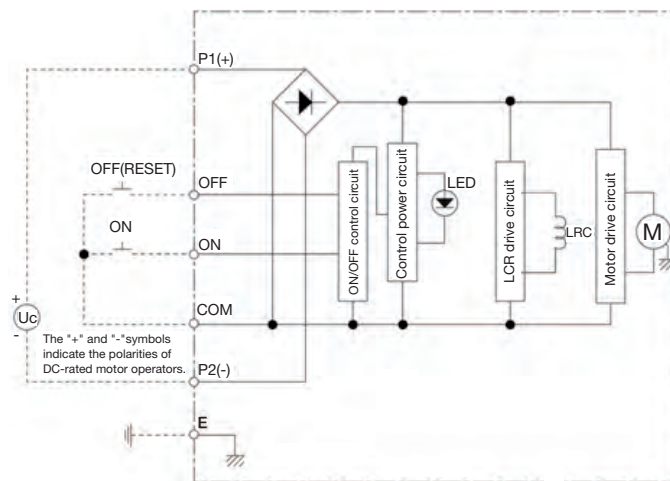 P1(+)
OFF(RESET)
OFF
ON
ON
COM
+
Uc
-
The "+" and "-"symbols
indicate the polarities of
DC-rated motor operators.
P2(-)
E
ON/OFF control circuit
Control power circuit
LED
LCR drive circuit
LRC
Motor drive circuit
M